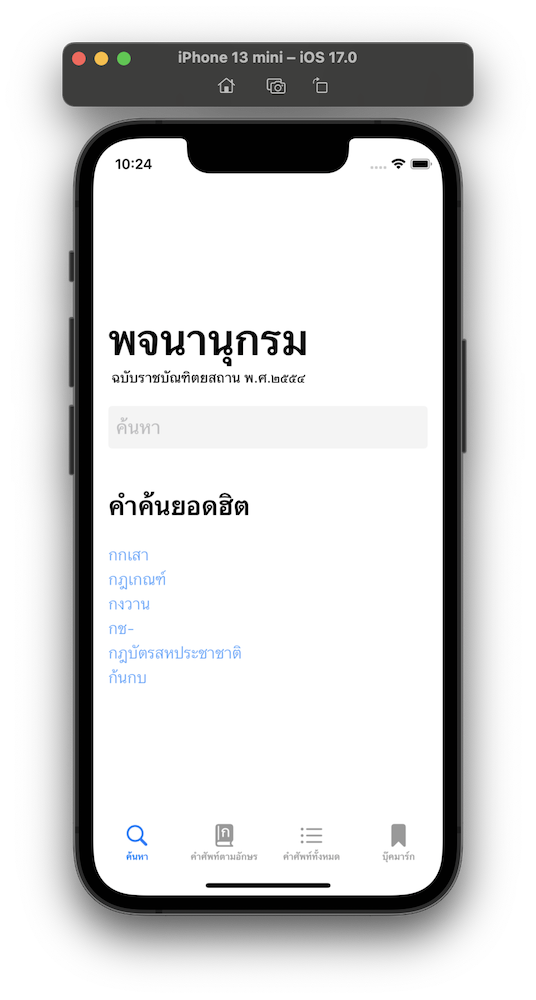 iPhone 13 mini – iOS 17.0
10:24
พจนานุกรม
ฉบับราชบัณฑิตยสถาน พ.ศ.๒๕๕๔
ค้นหา
คำค้นยอดฮิต
กกเสา
กฎเกณฑ์
กงวาน
กช-
กฎบัตรสหประชาชาติ
ก้นกบ
ก
ค้นหา คำศัพท์ตามอักษร คำศัพท์ทั้งหมด บุ๊คมาร์ก